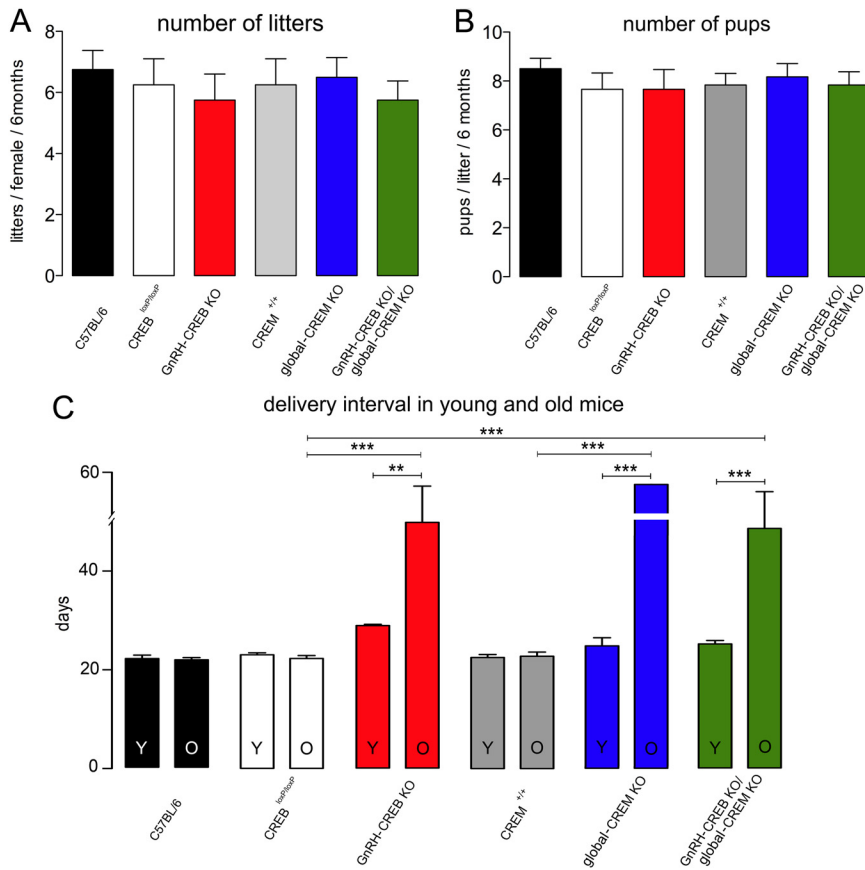 A
number of litters
litters / female / 6months
8
6
4
2
0
C57BL/6
CREB loxP/loxP
GnRH-CREB KO
CREM +/+
global-CREM KO
GnRH-CREB KO/
global-CREM KO
B
number of pups
pups / litter / 6 months
10
8
6
4
2
0
C57BL/6
CREB loxP/loxP
GnRH-CREB KO
CREM +/+
global-CREM KO
GnRH-CREB KO/
global-CREM KO
C
delivery interval in young and old mice
***
*** ***
** *** ***
days
60
40
20
0
Y O Y O Y O Y O Y O Y O
C57BL/6
CREB loxP/loxP
GnRH-CREB KO
CREM +/+
global-CREM KO
GnRH-CREB KO/
global-CREM KO